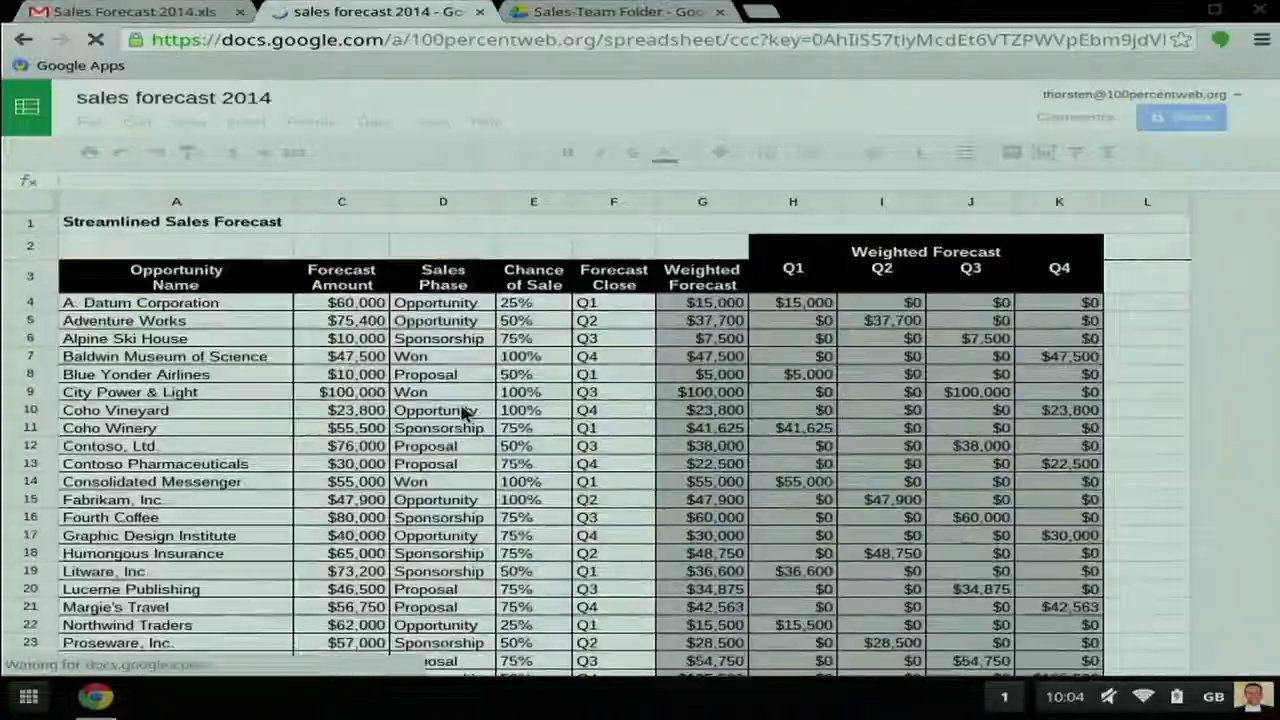 Sales Forecast 2014.xls × sales forecast 2014 - Go × Sales-Team Folder - Goo ×
https://docs.google.com/a/100percentweb.org/spreadsheet/ccc?key=
Google Apps
sales forecast 2014 thorsten@100percentweb.org
Comments Share
Help
fx
A C D E F G H I J K L
1 Streamlined Sales Forecast
2 Weighted Forecast
3 Opportunity Name Forecast Amount Sales Phase Chance of Sale Forecast Close Weighted Forecast Q1 Q2 Q3 Q4
4 A. Datum Corporation $60,000 Opportunity 25% Q1 $15,000 $15,000 $0 $0 $0
5 Adventure Works $75,400 Opportunity 50% Q2 $37,700 $0 $37,700 $0 $0
6 Alpine Ski House $10,000 Sponsorship 75% Q3 $7,500 $0 $0 $7,500 $0
7 Baldwin Museum of Science $47,500 Won 100% Q4 $47,500 $0 $0 $0 $47,500
8 Blue Yonder Airlines $10,000 Proposal 50% Q1 $5,000 $5,000 $0 $0 $0
9 City Power & Light $100,000 Won 100% Q3 $100,000 $0 $0 $100,000 $0
10 Coho Vineyard $23,800 Opportunity 100% Q4 $23,800 $0 $0 $0 $23,800
11 Coho Winery $55,500 Sponsorship 75% Q1 $41,625 $41,625 $0 $0 $0
12 Contoso, Ltd. $76,000 Proposal 50% Q3 $38,000 $0 $0 $38,000 $0
13 Contoso Pharmaceuticals $30,000 Proposal 75% Q4 $22,500 $0 $0 $0 $22,500
14 Consolidated Messenger $55,000 Won 100% Q1 $55,000 $55,000 $0 $0 $0
15 Fabrikam, Inc. $47,900 Opportunity 100% Q2 $47,900 $0 $47,900 $0 $0
16 Fourth Coffee $80,000 Sponsorship 75% Q3 $60,000 $0 $0 $60,000 $0
17 Graphic Design Institute $40,000 Opportunity 75% Q4 $30,000 $0 $0 $0 $30,000
18 Humongous Insurance $65,000 Sponsorship 75% Q2 $48,750 $0 $48,750 $0 $0
19 Litware, Inc. $73,200 Sponsorship 50% Q1 $36,600 $36,600 $0 $0 $0
20 Lucerne Publishing $46,500 Proposal 75% Q3 $34,875 $0 $0 $34,875 $0
21 Margie's Travel $56,750 Proposal 75% Q4 $42,563 $0 $0 $0 $42,563
22 Northwind Traders $62,000 Opportunity 25% Q1 $15,500 $15,500 $0 $0 $0
23 Proseware, Inc. $57,000 Sponsorship 50% Q2 $28,500 $0 $28,500 $0 $0
Waiting for docs.google.com posal 75% Q3 $54,750 $0 $0 $54,750 $0
1 10:04 GB